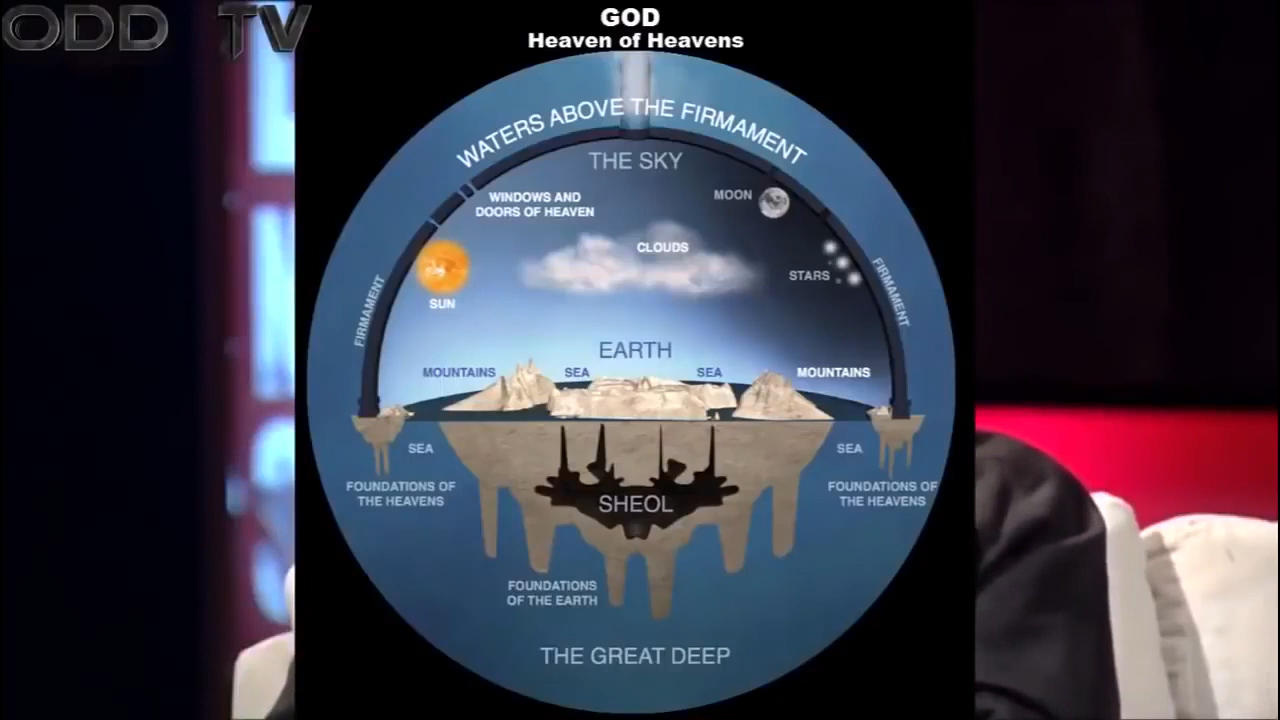 ODD TV
GOD
Heaven of Heavens
WATERS ABOVE THE FIRMAMENT
THE SKY
WINDOWS AND
DOORS OF HEAVEN
MOON
CLOUDS
STARS
SUN
FIRMAMENT
FIRMAMENT
EARTH
MOUNTAINS
SEA
SEA
MOUNTAINS
SEA
SEA
FOUNDATIONS OF
THE HEAVENS
FOUNDATIONS OF
THE HEAVENS
SHEOL
FOUNDATIONS
OF THE EARTH
THE GREAT DEEP